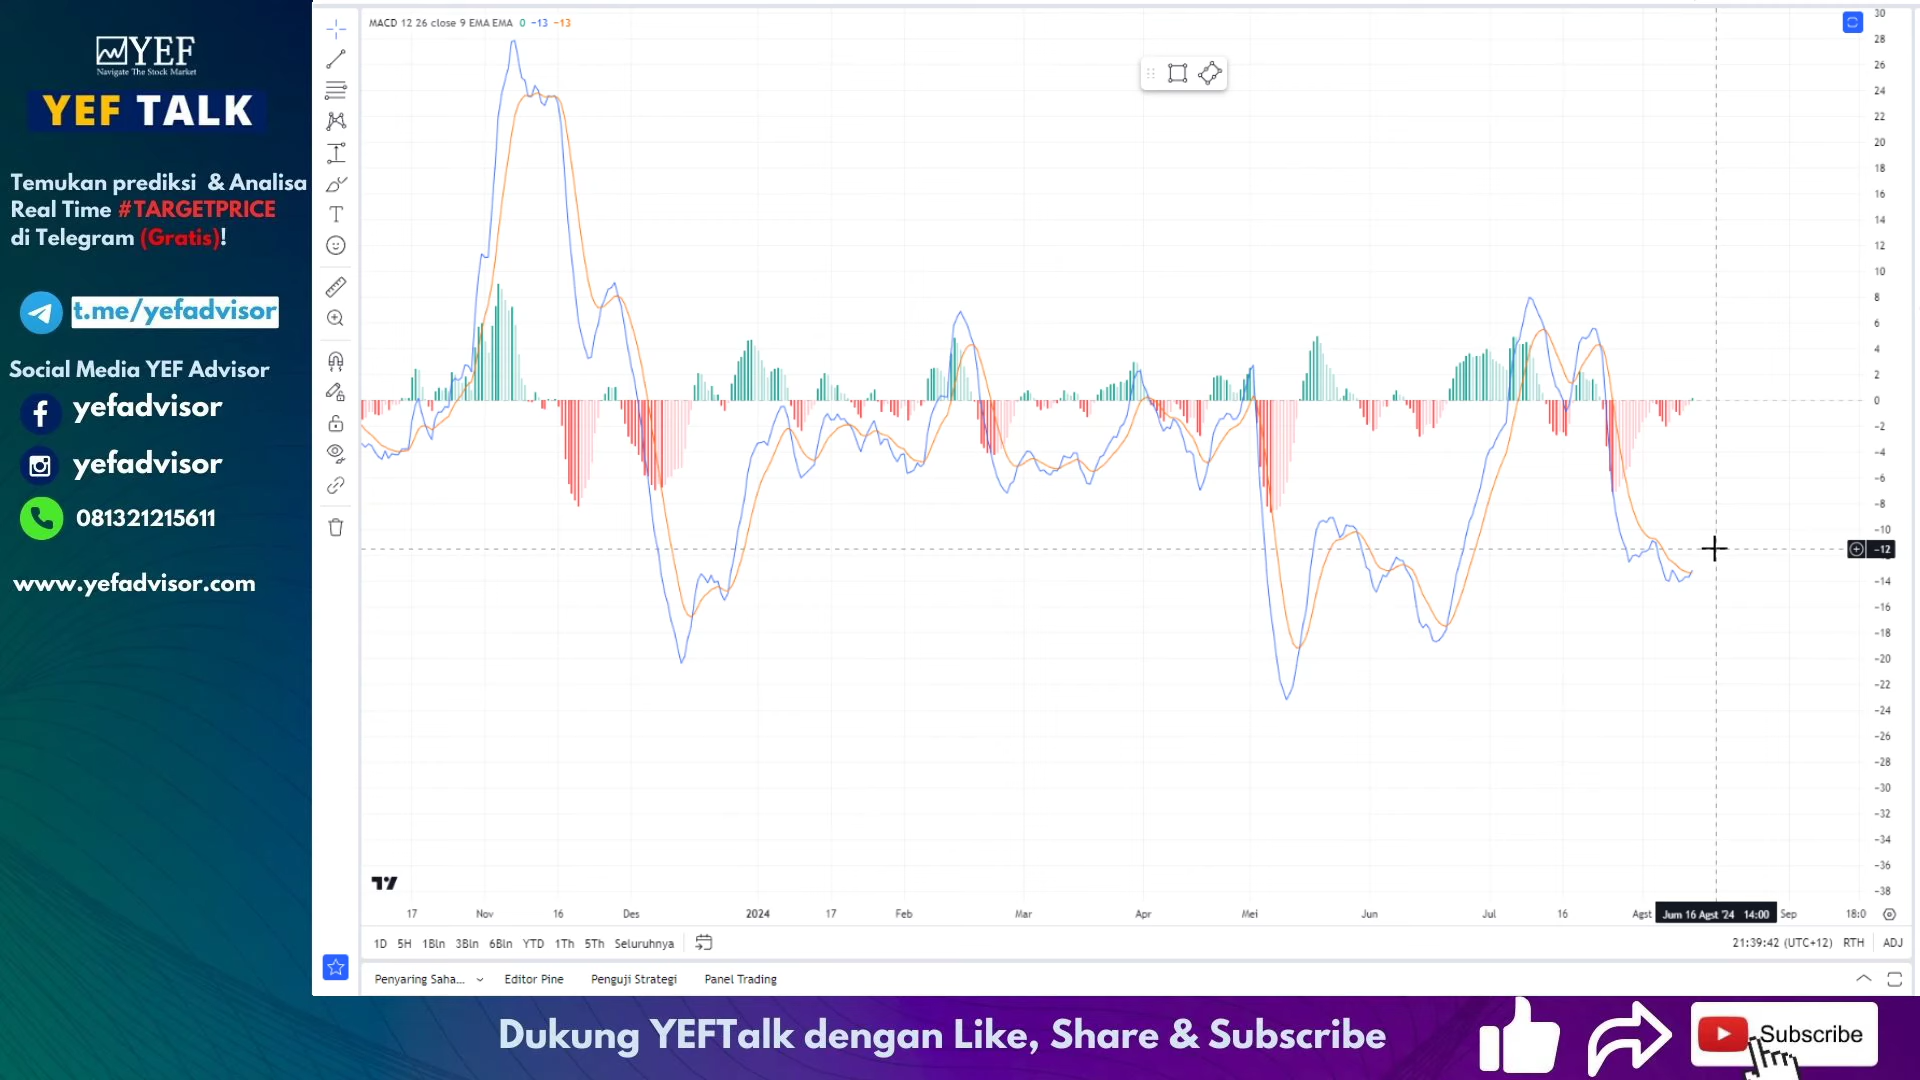 YEF
Navigate The Stock Market
YEF TALK
Temukan prediksi & Analisa
Real Time #TARGETPRICE
di Telegram (Gratis)!
t.me/yefadvisor
Social Media YEF Advisor
yefadvisor
yefadvisor
081321215611
www.yefadvisor.com
MACD 12 26 close 9 EMA EMA 0 −13 −13
30
28
26
24
22
20
18
16
14
12
10
8
6
4
2
0
−2
−4
−6
−8
−10
−12
−14
−16
−18
−20
−22
−24
−26
−28
−30
−32
−34
−36
−38
17 Nov 16 Des 2024 17 Feb Mar Apr Mei Jun Jul 16 Agst Jum 16 Agst '24 14:00 Sep 18:0
1D 5H 1Bln 3Bln 6Bln YTD 1Th 5Th Seluruhnya 21:39:42 (UTC+12) RTH ADJ
Penyaring Saha... Editor Pine Penguji Strategi Panel Trading
Dukung YEFTalk dengan Like, Share & Subscribe
Subscribe